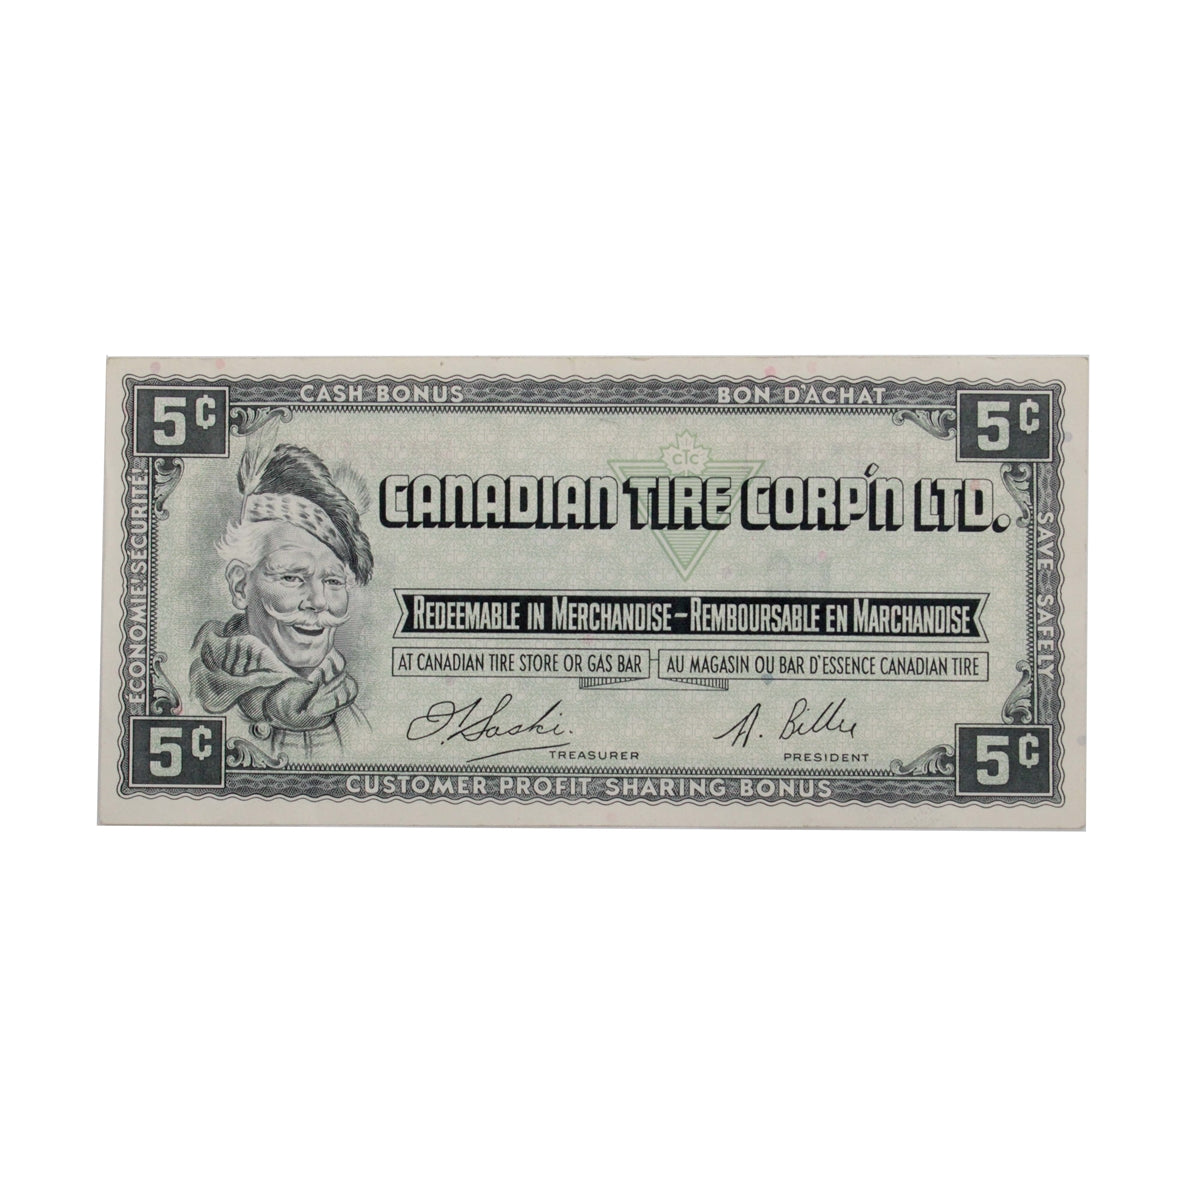 5¢ CASH BONUS BON D'ACHAT 5¢
ECONOMIE! SECURITE!
CTC
CANADIAN TIRE CORP'N LTD.
SAVE SAFELY
REDEEMABLE IN MERCHANDISE – REMBOURSABLE EN MARCHANDISE
AT CANADIAN TIRE STORE OR GAS BAR AU MAGASIN OU BAR D'ESSENCE CANADIAN TIRE
TREASURER PRESIDENT
5¢ CUSTOMER PROFIT SHARING BONUS 5¢